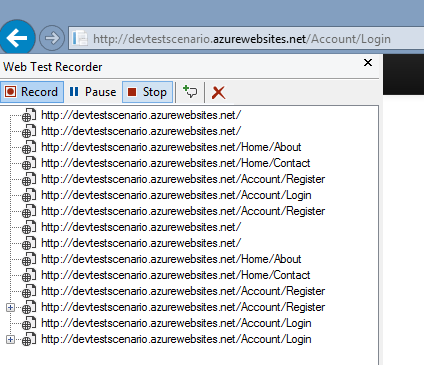 http://devtestscenario.azurewebsites.net/Account/Login
Web Test Recorder
Record Pause Stop
http://devtestscenario.azurewebsites.net/
http://devtestscenario.azurewebsites.net/
http://devtestscenario.azurewebsites.net/Home/About
http://devtestscenario.azurewebsites.net/Home/Contact
http://devtestscenario.azurewebsites.net/Account/Register
http://devtestscenario.azurewebsites.net/Account/Login
http://devtestscenario.azurewebsites.net/Account/Register
http://devtestscenario.azurewebsites.net/
http://devtestscenario.azurewebsites.net/
http://devtestscenario.azurewebsites.net/Home/About
http://devtestscenario.azurewebsites.net/Home/Contact
http://devtestscenario.azurewebsites.net/Account/Register
http://devtestscenario.azurewebsites.net/Account/Register
http://devtestscenario.azurewebsites.net/Account/Login
http://devtestscenario.azurewebsites.net/Account/Login